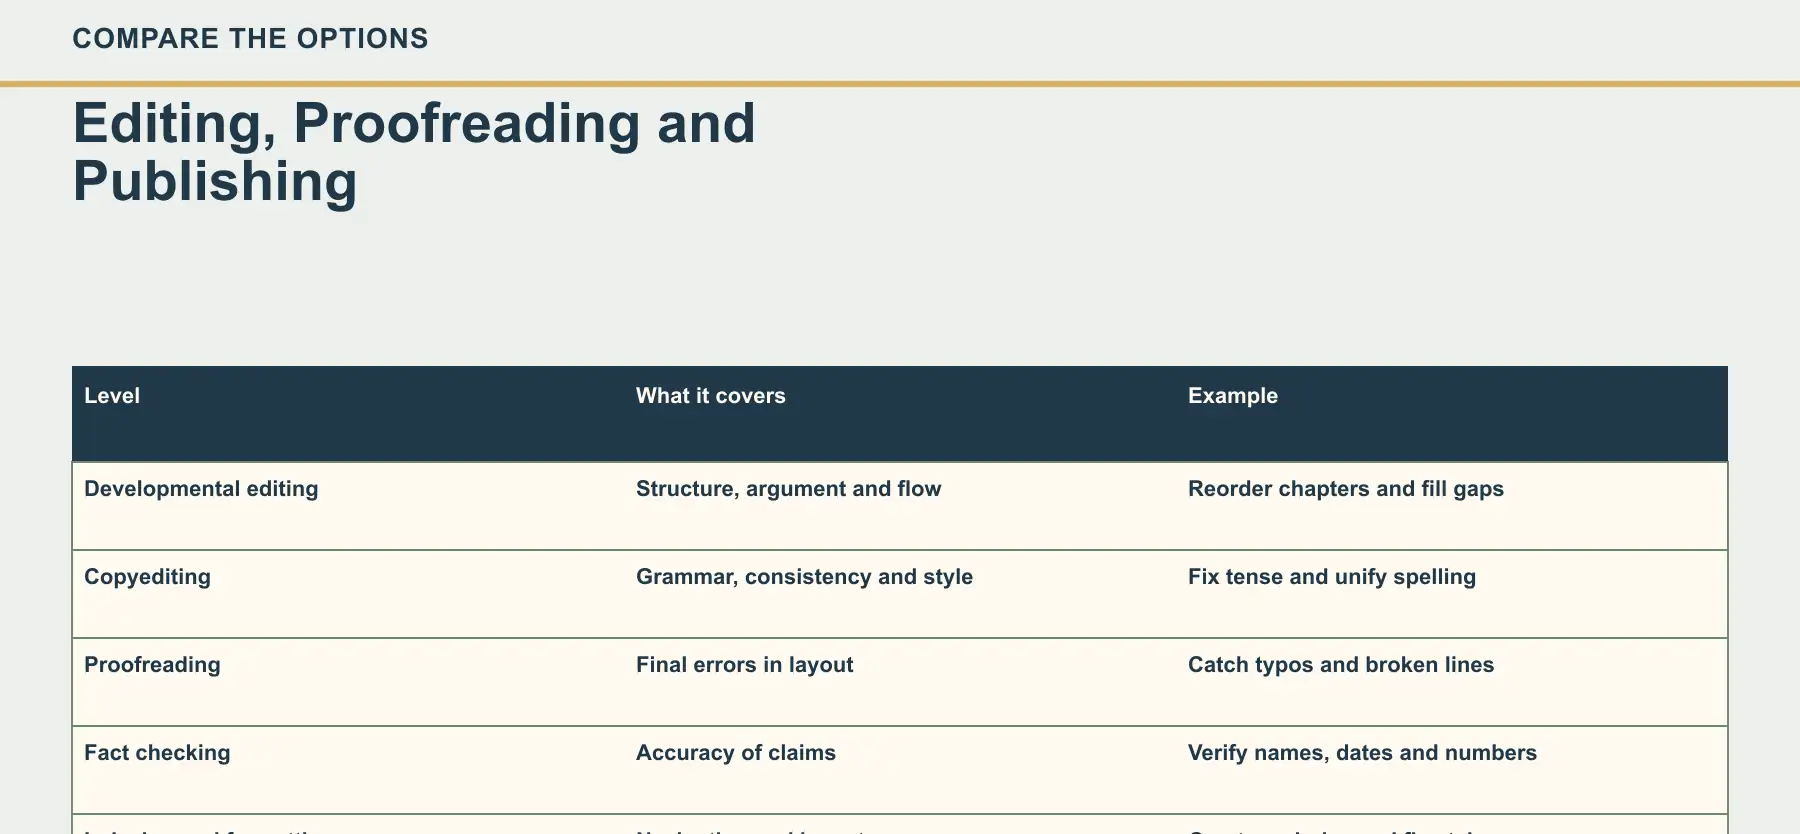 COMPARE THE OPTIONS
Editing, Proofreading and
Publishing
Level What it covers Example
Developmental editing Structure, argument and flow Reorder chapters and fill gaps
Copyediting Grammar, consistency and style Fix tense and unify spelling
Proofreading Final errors in layout Catch typos and broken lines
Fact checking Accuracy of claims Verify names, dates and numbers